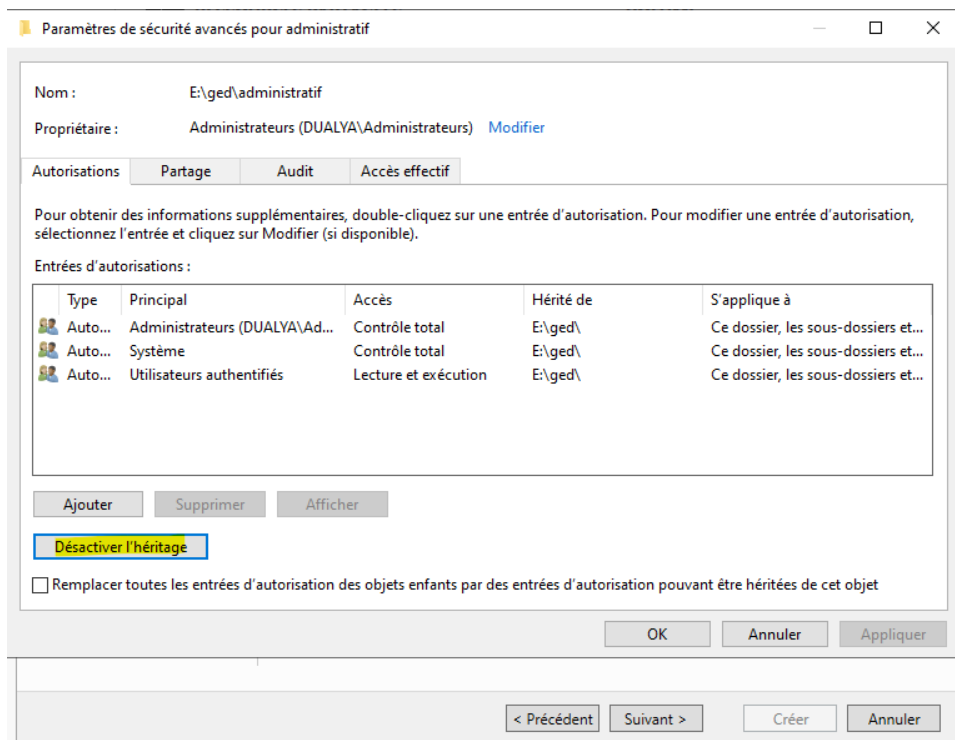 Paramètres de sécurité avancés pour administratif
Nom : E:\ged\administratif
Propriétaire : Administrateurs (DUALYA\Administrateurs) Modifier
Autorisations Partage Audit Accès effectif
Pour obtenir des informations supplémentaires, double-cliquez sur une entrée d'autorisation. Pour modifier une entrée d'autorisation,
sélectionnez l'entrée et cliquez sur Modifier (si disponible).
Entrées d'autorisations :
Type Principal Accès Hérité de S'applique à
Auto... Administrateurs (DUALYA\Ad... Contrôle total E:\ged\ Ce dossier, les sous-dossiers et...
Auto... Système Contrôle total E:\ged\ Ce dossier, les sous-dossiers et...
Auto... Utilisateurs authentifiés Lecture et exécution E:\ged\ Ce dossier, les sous-dossiers et...
Ajouter Supprimer Afficher
Désactiver l'héritage
Remplacer toutes les entrées d'autorisation des objets enfants par des entrées d'autorisation pouvant être héritées de cet objet
OK Annuler Appliquer
< Précédent Suivant > Créer Annuler